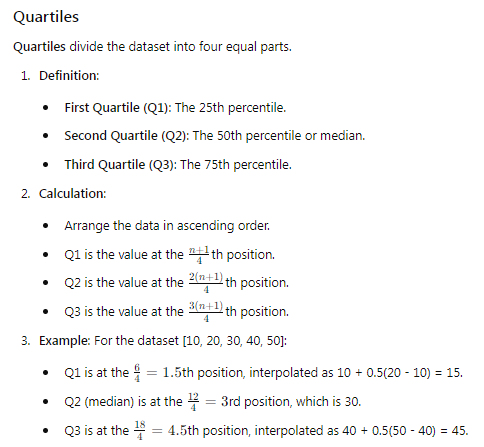 Quartiles
Quartiles divide the dataset into four equal parts.
1. Definition:
• First Quartile (Q1): The 25th percentile.
• Second Quartile (Q2): The 50th percentile or median.
• Third Quartile (Q3): The 75th percentile.
2. Calculation:
• Arrange the data in ascending order.
• Q1 is the value at the \frac{n+1}{4}th position.
• Q2 is the value at the \frac{2(n+1)}{4}th position.
• Q3 is the value at the \frac{3(n+1)}{4}th position.
3. Example: For the dataset [10, 20, 30, 40, 50]:
• Q1 is at the \frac{6}{4} = 1.5th position, interpolated as 10 + 0.5(20 - 10) = 15.
• Q2 (median) is at the \frac{12}{4} = 3rd position, which is 30.
• Q3 is at the \frac{18}{4} = 4.5th position, interpolated as 40 + 0.5(50 - 40) = 45.